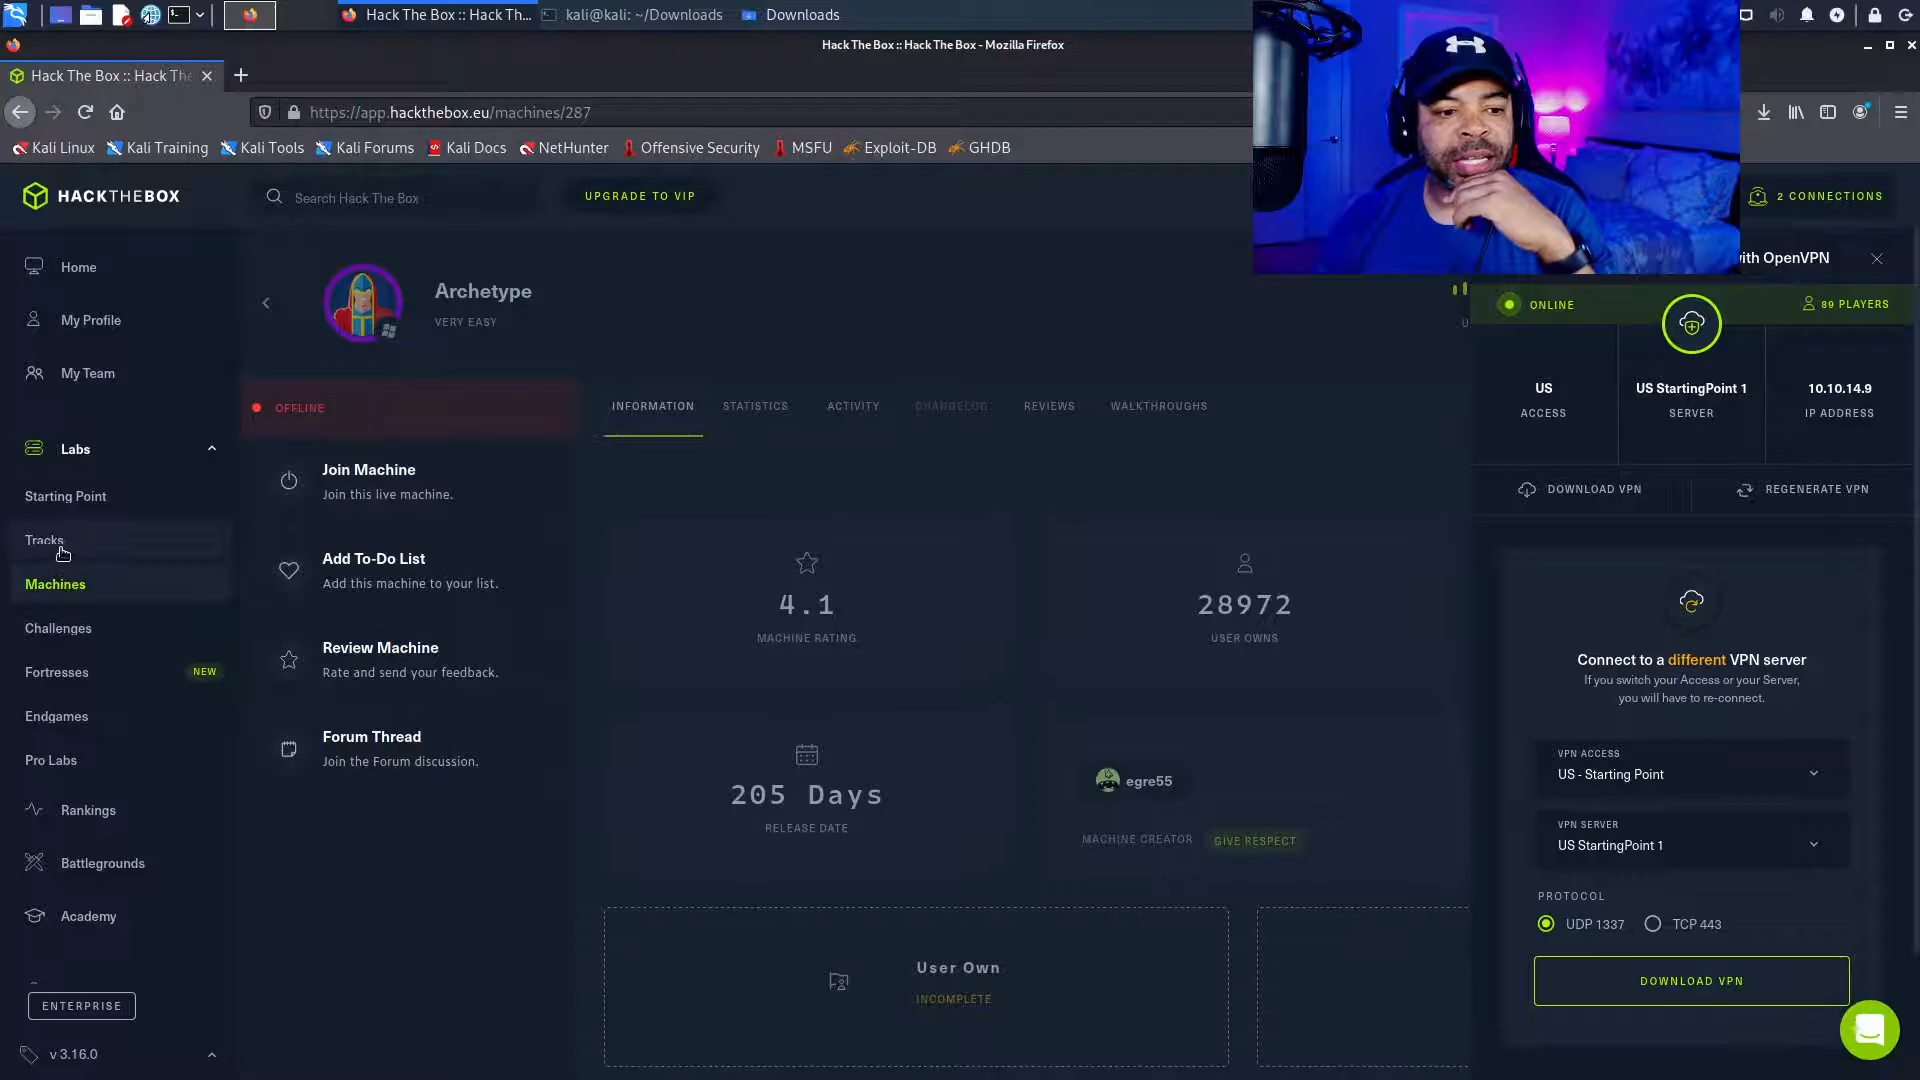 Hack The Box :: Hack Th...
kali@kali: ~/Downloads
Downloads
Hack The Box :: Hack The Box - Mozilla Firefox
Hack The Box :: Hack The
https://app.hackthebox.eu/machines/287
Kali Linux
Kali Training
Kali Tools
Kali Forums
Kali Docs
NetHunter
Offensive Security
MSFU
Exploit-DB
GHDB
HACKTHEBOX
Search Hack The Box
UPGRADE TO VIP
2 CONNECTIONS
Home
My Profile
My Team
Labs
Starting Point
Tracks
Machines
Challenges
Fortresses
NEW
Endgames
Pro Labs
Rankings
Battlegrounds
Academy
ENTERPRISE
v 3.16.0
Archetype
VERY EASY
OFFLINE
Join Machine
Join this live machine.
Add To-Do List
Add this machine to your list.
Review Machine
Rate and send your feedback.
Forum Thread
Join the Forum discussion.
INFORMATION
STATISTICS
ACTIVITY
CHANGELOG
REVIEWS
WALKTHROUGHS
4.1
MACHINE RATING
28972
USER OWNS
205 Days
RELEASE DATE
egre55
MACHINE CREATOR
GIVE RESPECT
User Own
INCOMPLETE
with OpenVPN
ONLINE
89 PLAYERS
US
ACCESS
US StartingPoint 1
SERVER
10.10.14.9
IP ADDRESS
DOWNLOAD VPN
REGENERATE VPN
Connect to a different VPN server
If you switch your Access or your Server,
you will have to re-connect.
VPN ACCESS
US - Starting Point
VPN SERVER
US StartingPoint 1
PROTOCOL
UDP 1337
TCP 443
DOWNLOAD VPN